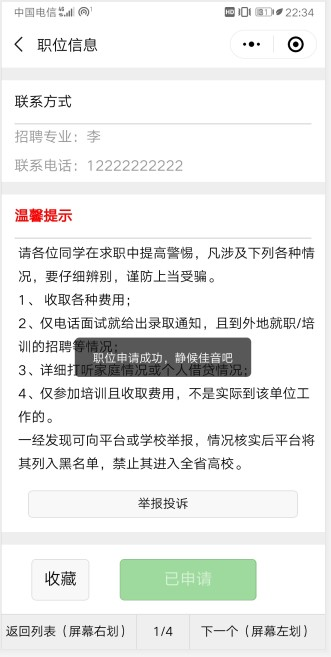 中国电信 4G 1 HD 22:34
职位信息
联系方式
招聘专业：李
联系电话：12222222222
温馨提示
请各位同学在求职中提高警惕，凡涉及下列各种情
况，要仔细辨别，谨防上当受骗。
1、 收取各种费用；
2、仅电话面试就给出录取通知，且到外地就职/培
训的招聘等情况；
职位申请成功，静候佳音吧
3、详细打听家庭情况或个人借贷情况；
4、仅参加培训且收取费用，不是实际到该单位工
作的。
一经发现可向平台或学校举报，情况核实后平台将
其列入黑名单，禁止其进入全省高校。
举报投诉
收藏 已申请
返回列表（屏幕右划） 1/4 下一个（屏幕左划）